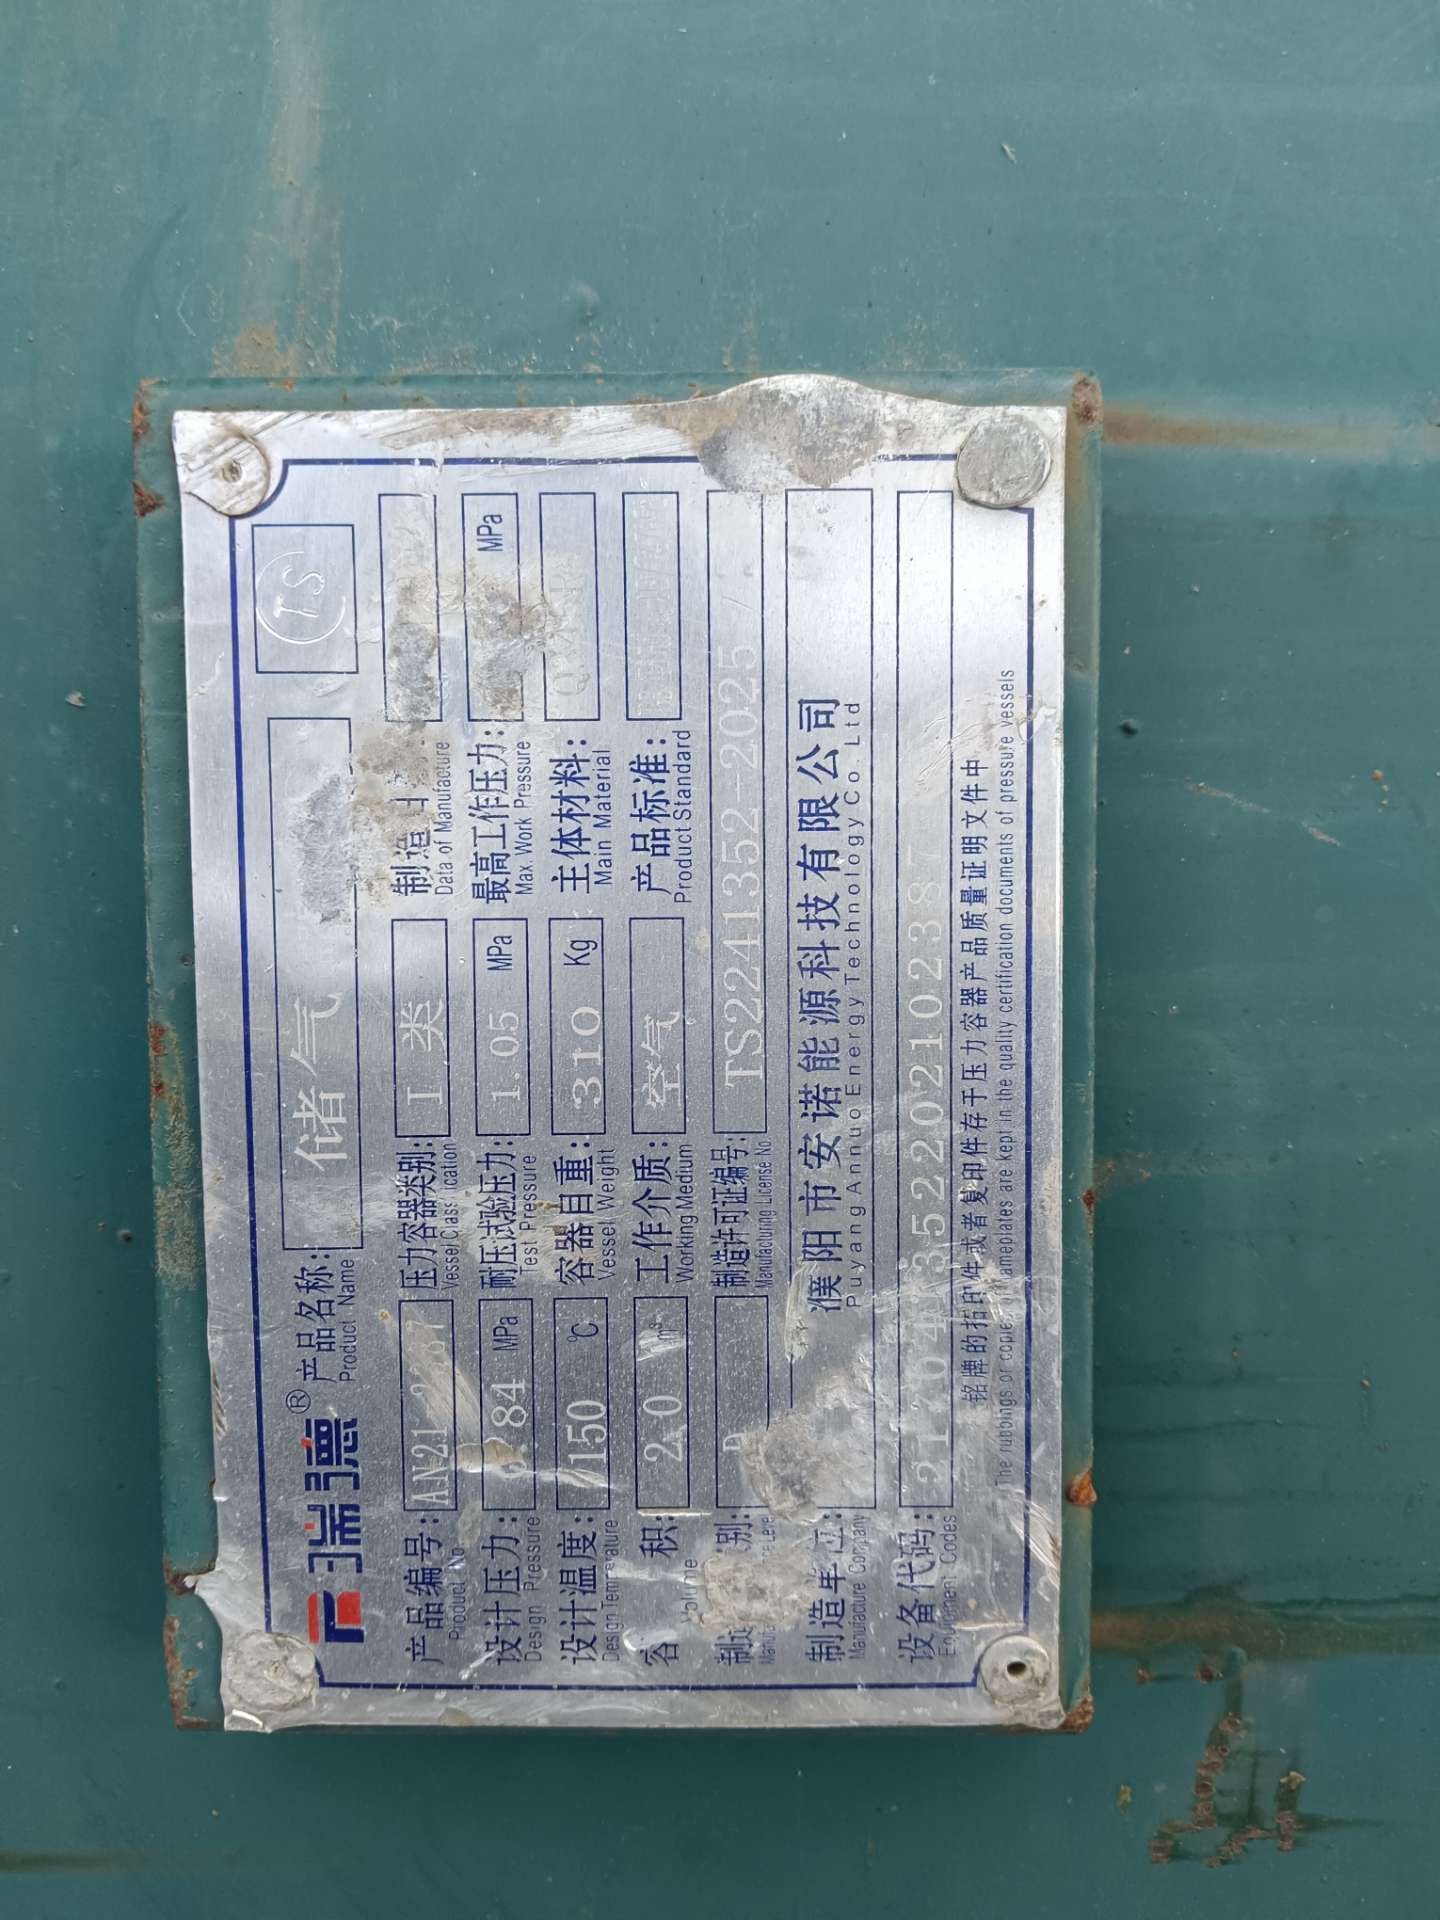 瑞德® 产品名称: 储气 TS
Product Name
产品编号: 压力容器类别: I 类 制造
Product No Vessel Classification Data of Manufacture
设计压力: 84 MPa 耐压试验压力: 1.05 MPa 最高工作压力: MPa
Design Pressure Test Pressure Max. Work Pressure
设计温度: 150 ℃ 容器自重: 310 Kg 主体材料:
Design Temperature Vessel Weight Main Material
容 积: 2.0 m³ 工作介质: 空气 产品标准:
Volume Working Medium Product Standard
别: D 制造许可证编号: TS2241352-2025
Manufacturing License No
制造单位: 濮阳市安诺能源科技有限公司
Manufacture Company Puyang Annuo Energy Technology Co. Ltd
设备代码:
Equipment Codes
铭牌的拓印件或者复印件存于压力容器产品质量证明文件中
The rubbings or copie of nameplates are kept in the quality certification documents of pressure vessels